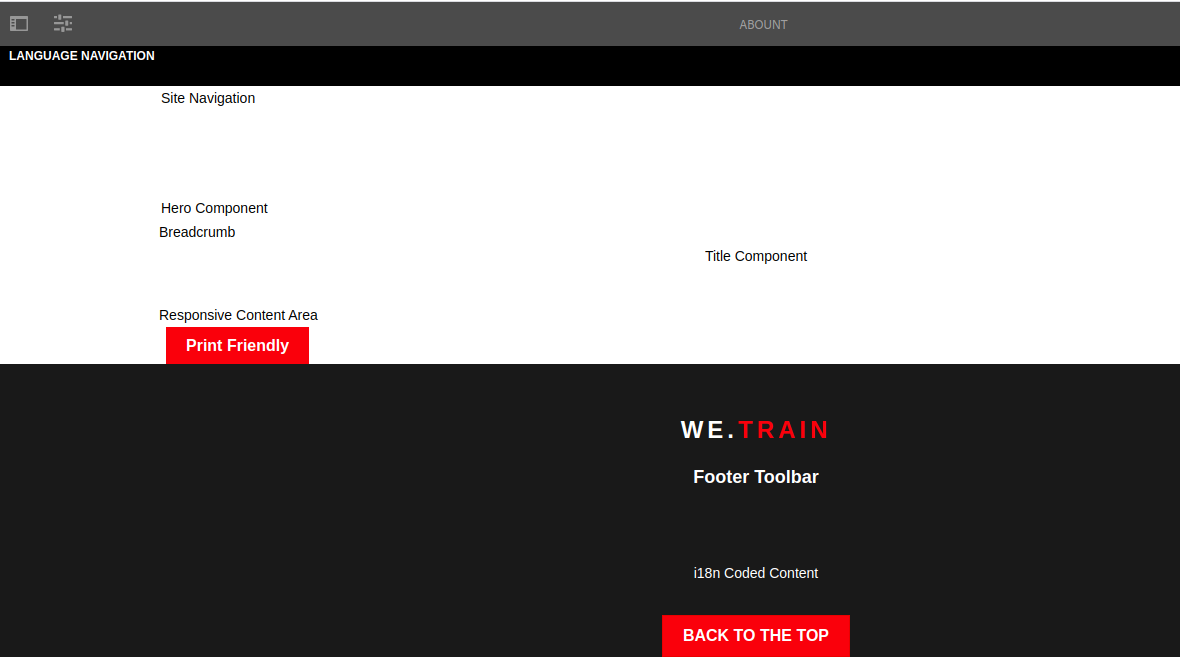 ABOUNT
LANGUAGE NAVIGATION
Site Navigation
Hero Component
Breadcrumb
Title Component
Responsive Content Area
Print Friendly
WE.TRAIN
Footer Toolbar
i18n Coded Content
BACK TO THE TOP